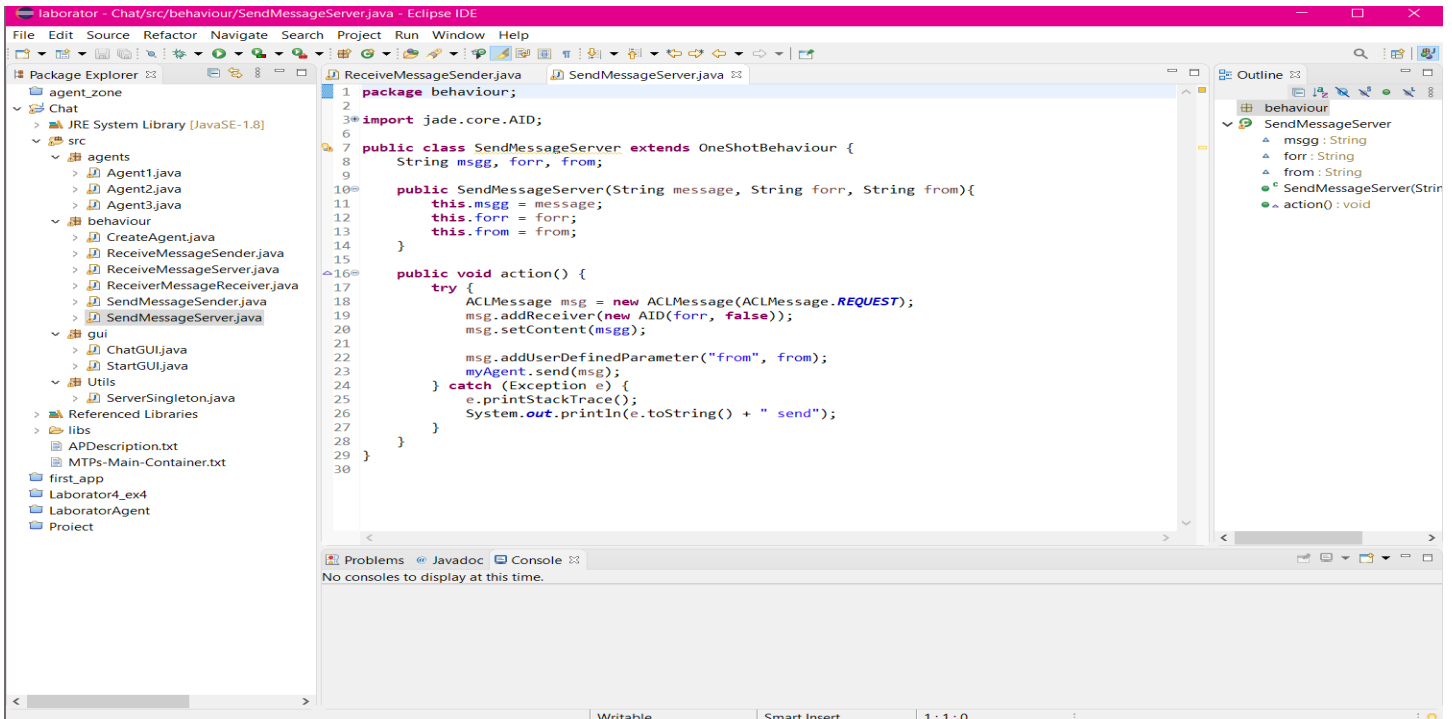 laborator - Chat/src/behaviour/SendMessageServer.java - Eclipse IDE
File Edit Source Refactor Navigate Search Project Run Window Help
Package Explorer
agent_zone
Chat
JRE System Library [JavaSE-1.8]
src
agents
Agent1.java
Agent2.java
Agent3.java
behaviour
CreateAgent.java
ReceiveMessageSender.java
ReceiveMessageServer.java
ReceiverMessageReceiver.java
SendMessageSender.java
SendMessageServer.java
gui
ChatGUI.java
StartGUI.java
Utils
ServerSingleton.java
Referenced Libraries
libs
APDescription.txt
MTPs-Main-Container.txt
first_app
Laborator4_ex4
LaboratorAgent
Proiect
ReceiveMessageSender.java SendMessageServer.java
1 package behaviour;
2
3 import jade.core.AID;
6
7 public class SendMessageServer extends OneShotBehaviour {
8 String msgg, forr, from;
9
10 public SendMessageServer(String message, String forr, String from){
11 this.msgg = message;
12 this.forr = forr;
13 this.from = from;
14 }
15
16 public void action() {
17 try {
18 ACLMessage msg = new ACLMessage(ACLMessage.REQUEST);
19 msg.addReceiver(new AID(forr, false));
20 msg.setContent(msgg);
21
22 msg.addUserDefinedParameter("from", from);
23 myAgent.send(msg);
24 } catch (Exception e) {
25 e.printStackTrace();
26 System.out.println(e.toString() + " send");
27 }
28 }
29 }
30
Outline
behaviour
SendMessageServer
msgg : String
forr : String
from : String
SendMessageServer(Strin
action() : void
Problems Javadoc Console
No consoles to display at this time.
Writable Smart Insert 1 : 1 : 0